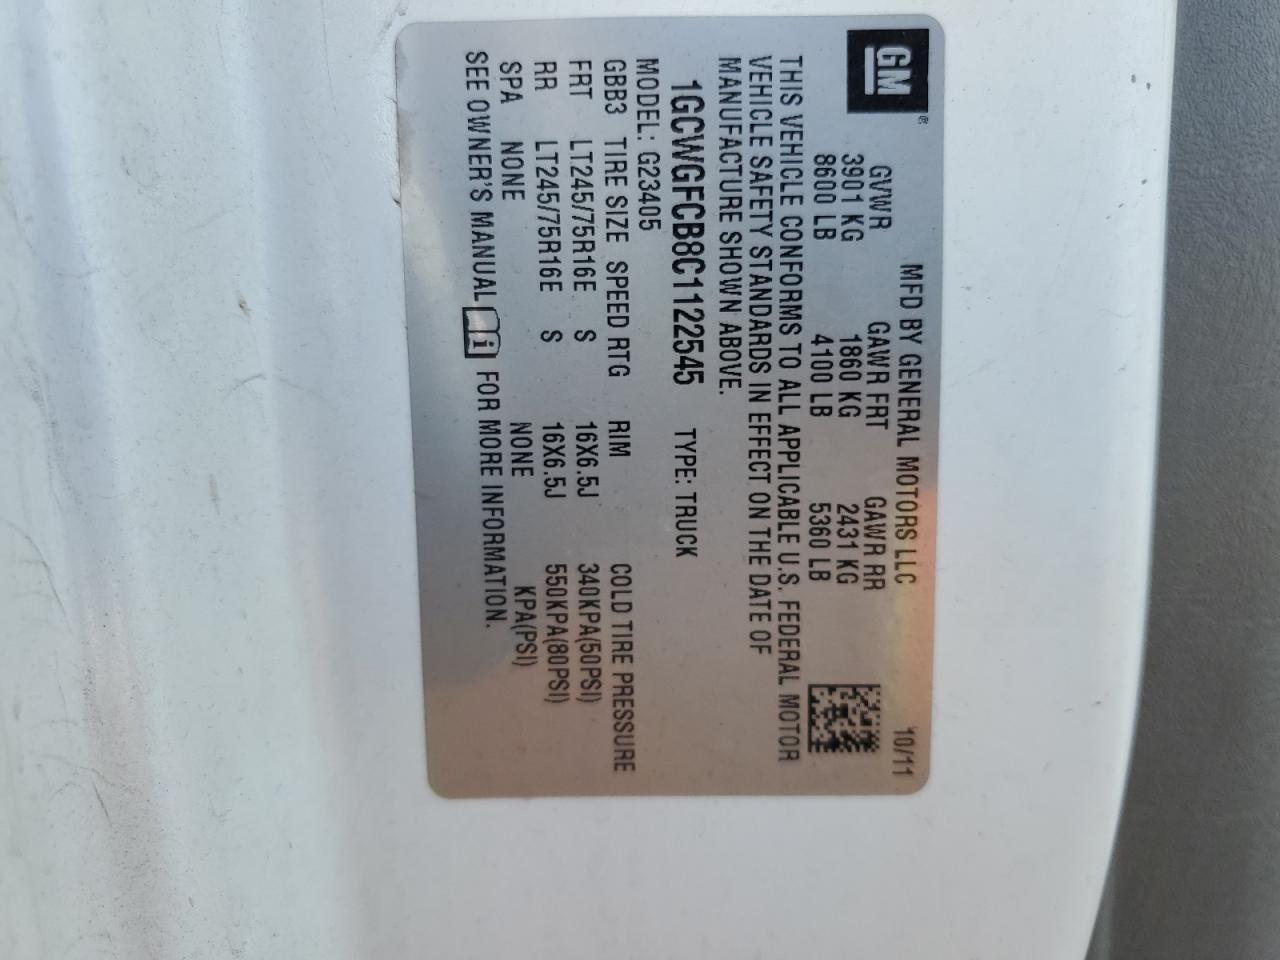 GM®
MFD BY GENERAL MOTORS LLC 10/11
GVWR GAWR FRT GAWR RR
3901 KG 1860 KG 2431 KG
8600 LB 4100 LB 5360 LB
THIS VEHICLE CONFORMS TO ALL APPLICABLE U.S. FEDERAL MOTOR
VEHICLE SAFETY STANDARDS IN EFFECT ON THE DATE OF
MANUFACTURE SHOWN ABOVE.
1GCWGFCB8C1122545 TYPE: TRUCK
MODEL: G23405
GBB3 TIRE SIZE SPEED RTG RIM COLD TIRE PRESSURE
FRT LT245/75R16E S 16X6.5J 340KPA(50PSI)
RR LT245/75R16E S 16X6.5J 550KPA(80PSI)
SPA NONE NONE KPA(PSI)
SEE OWNER'S MANUAL i FOR MORE INFORMATION.